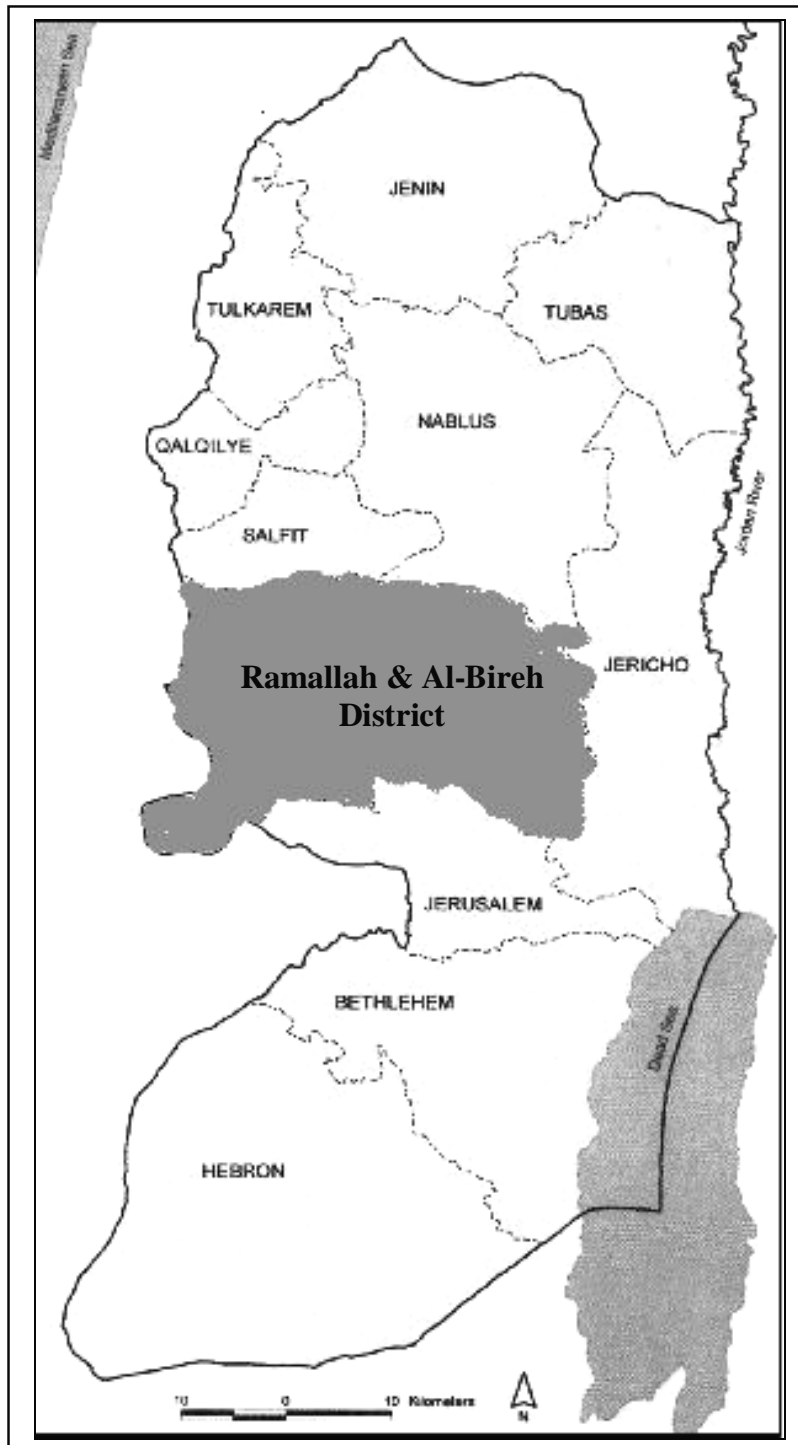 Mediterranean Sea
JENIN
TULKAREM
TUBAS
NABLUS
QALQILYE
Jordan River
SALFIT
Ramallah & Al-Bireh
District
JERICHO
JERUSALEM
BETHLEHEM
Dead Sea
HEBRON
10 0 10 Kilometers
N